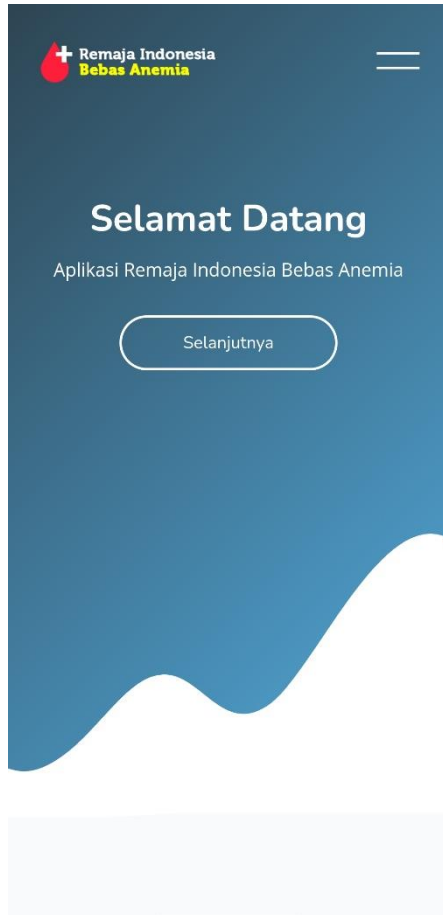 Remaja Indonesia
Bebas Anemia
Selamat Datang
Aplikasi Remaja Indonesia Bebas Anemia
Selanjutnya